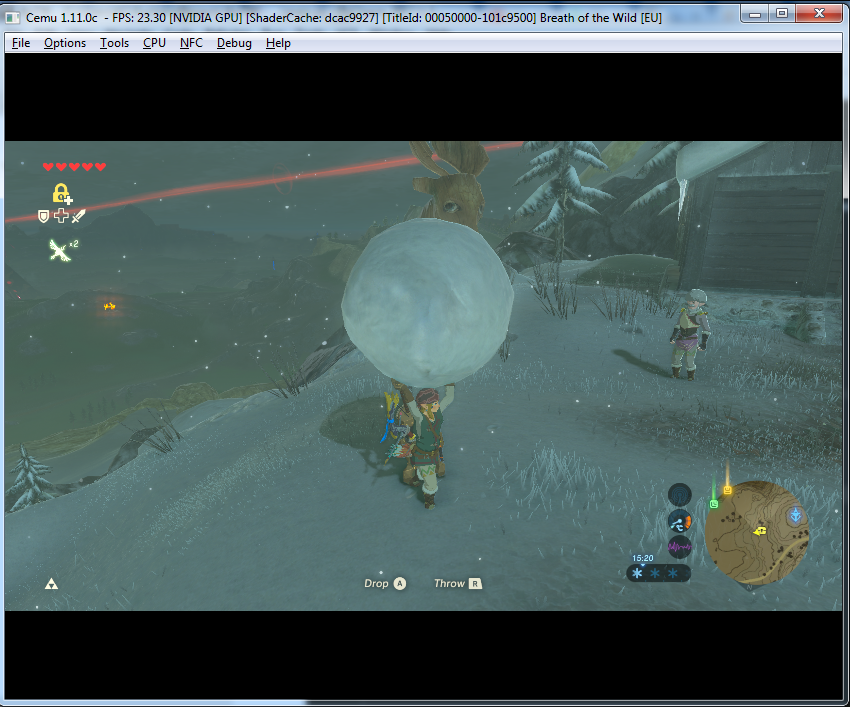 Cemu 1.11.0c - FPS: 23.30 [NVIDIA GPU] [ShaderCache: dcac9927] [TitleId: 00050000-101c9500] Breath of the Wild [EU]
File Options Tools CPU NFC Debug Help
x2
15:20
Drop A Throw R